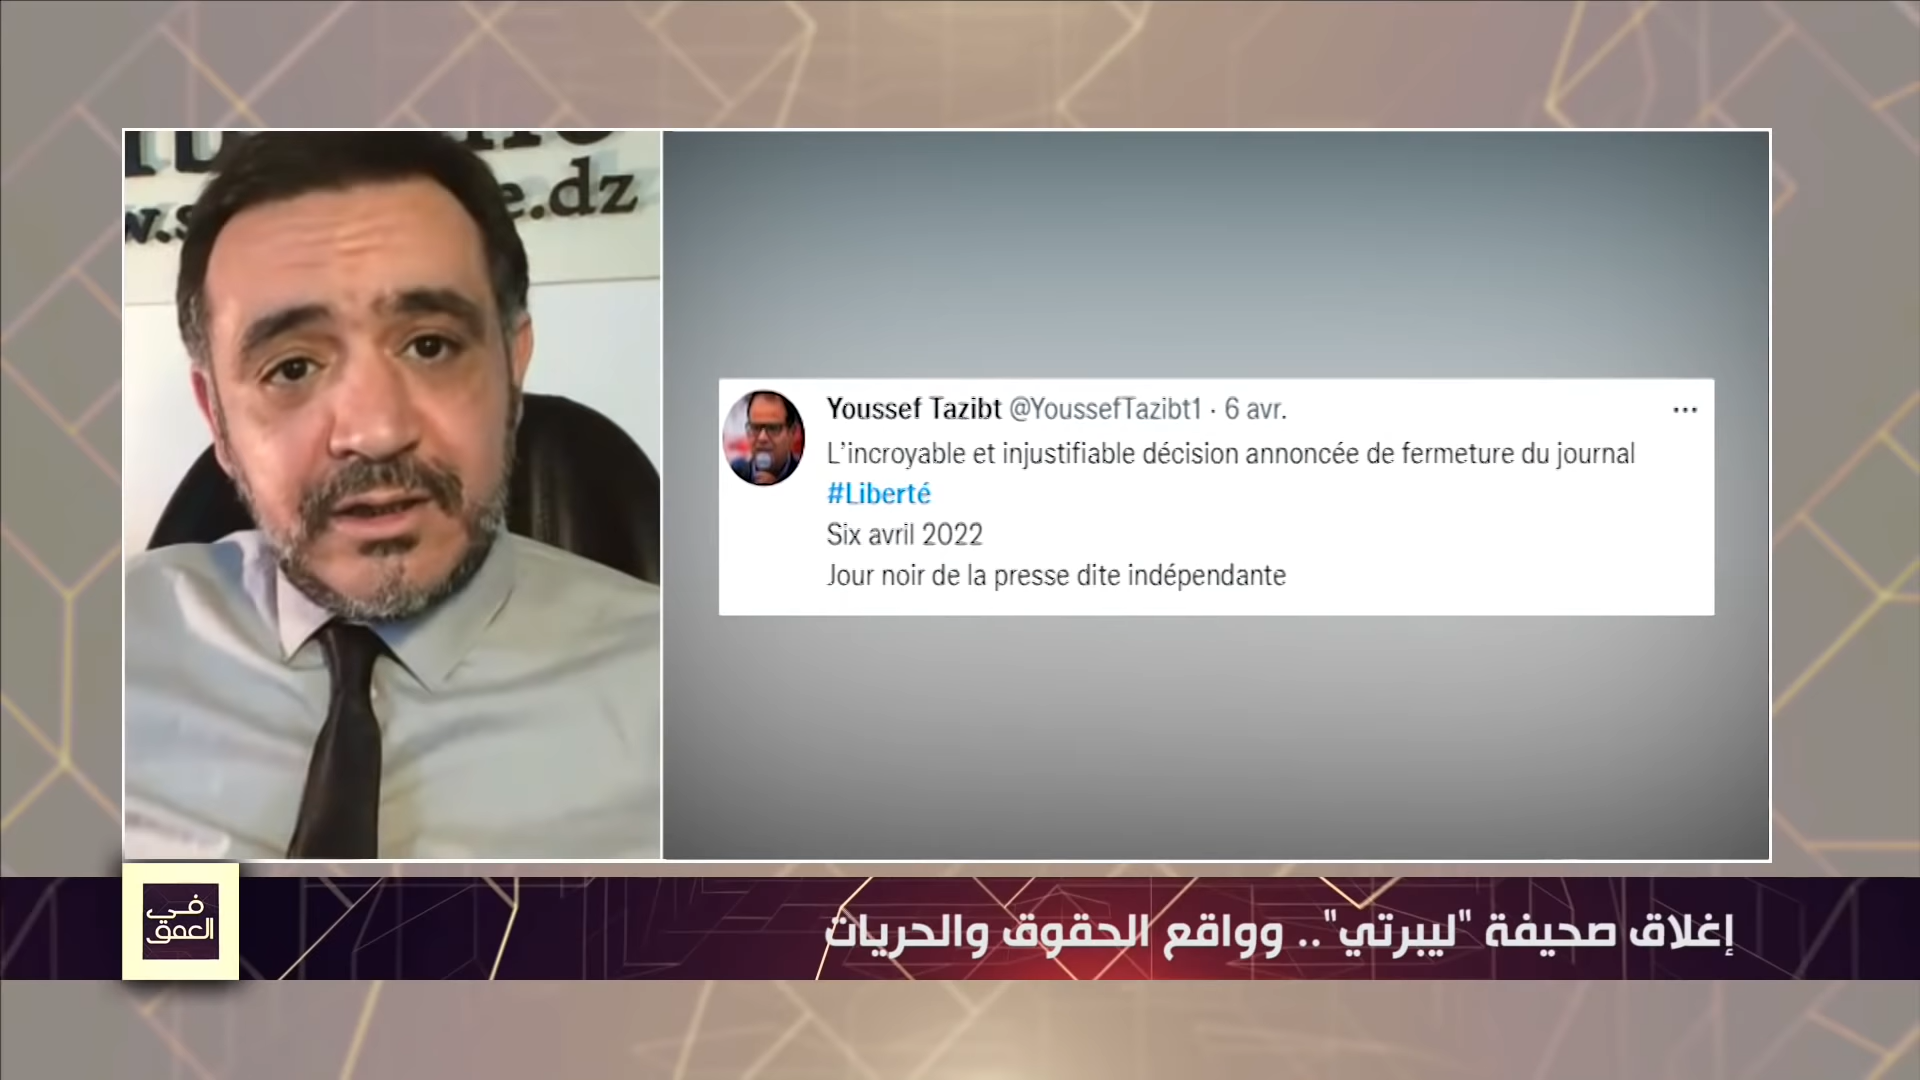 e.dz
w.s
Youssef Tazibt @YoussefTazibt1 · 6 avr.
L'incroyable et injustifiable décision annoncée de fermeture du journal
#Liberté
Six avril 2022
Jour noir de la presse dite indépendante
في
العمق
إغلاق صحيفة "ليبرتي" .. وواقع الحقوق والحريات